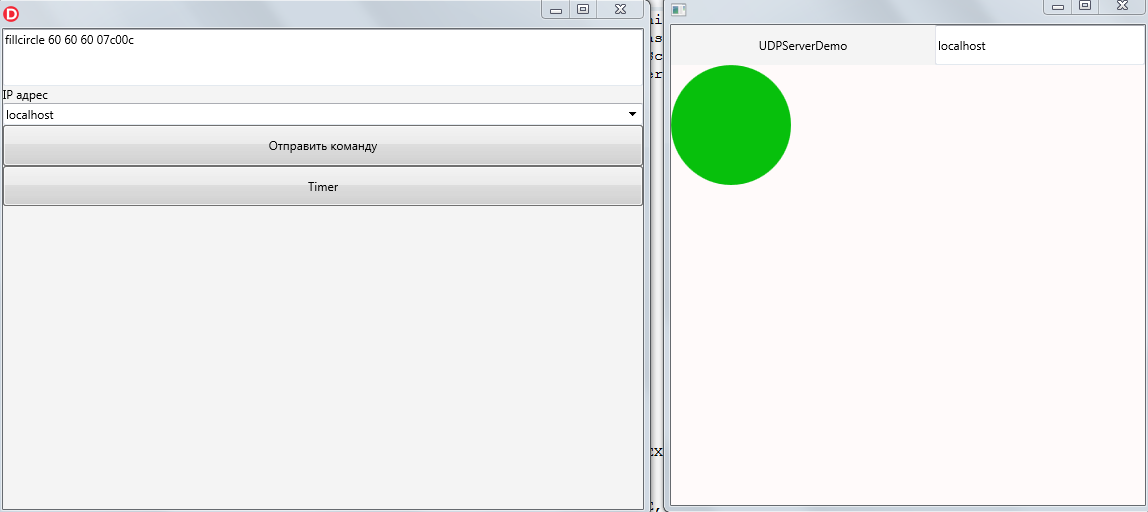 D
fillcircle 60 60 60 07c00c
IP адрес
localhost
Отправить команду
Timer
UDPServerDemo
localhost